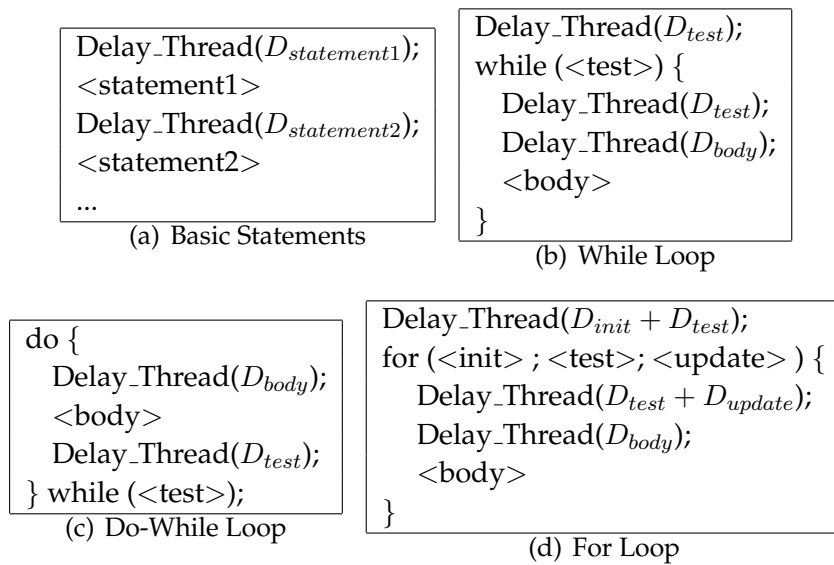 Delay_Thread(D_statement1);
<statement1>
Delay_Thread(D_statement2);
<statement2>
...
(a) Basic Statements
Delay_Thread(D_test);
while (<test>) {
Delay_Thread(D_test);
Delay_Thread(D_body);
<body>
}
(b) While Loop
do {
Delay_Thread(D_body);
<body>
Delay_Thread(D_test);
} while (<test>);
(c) Do-While Loop
Delay_Thread(D_init + D_test);
for (<init> ; <test>; <update> ) {
Delay_Thread(D_test + D_update);
Delay_Thread(D_body);
<body>
}
(d) For Loop